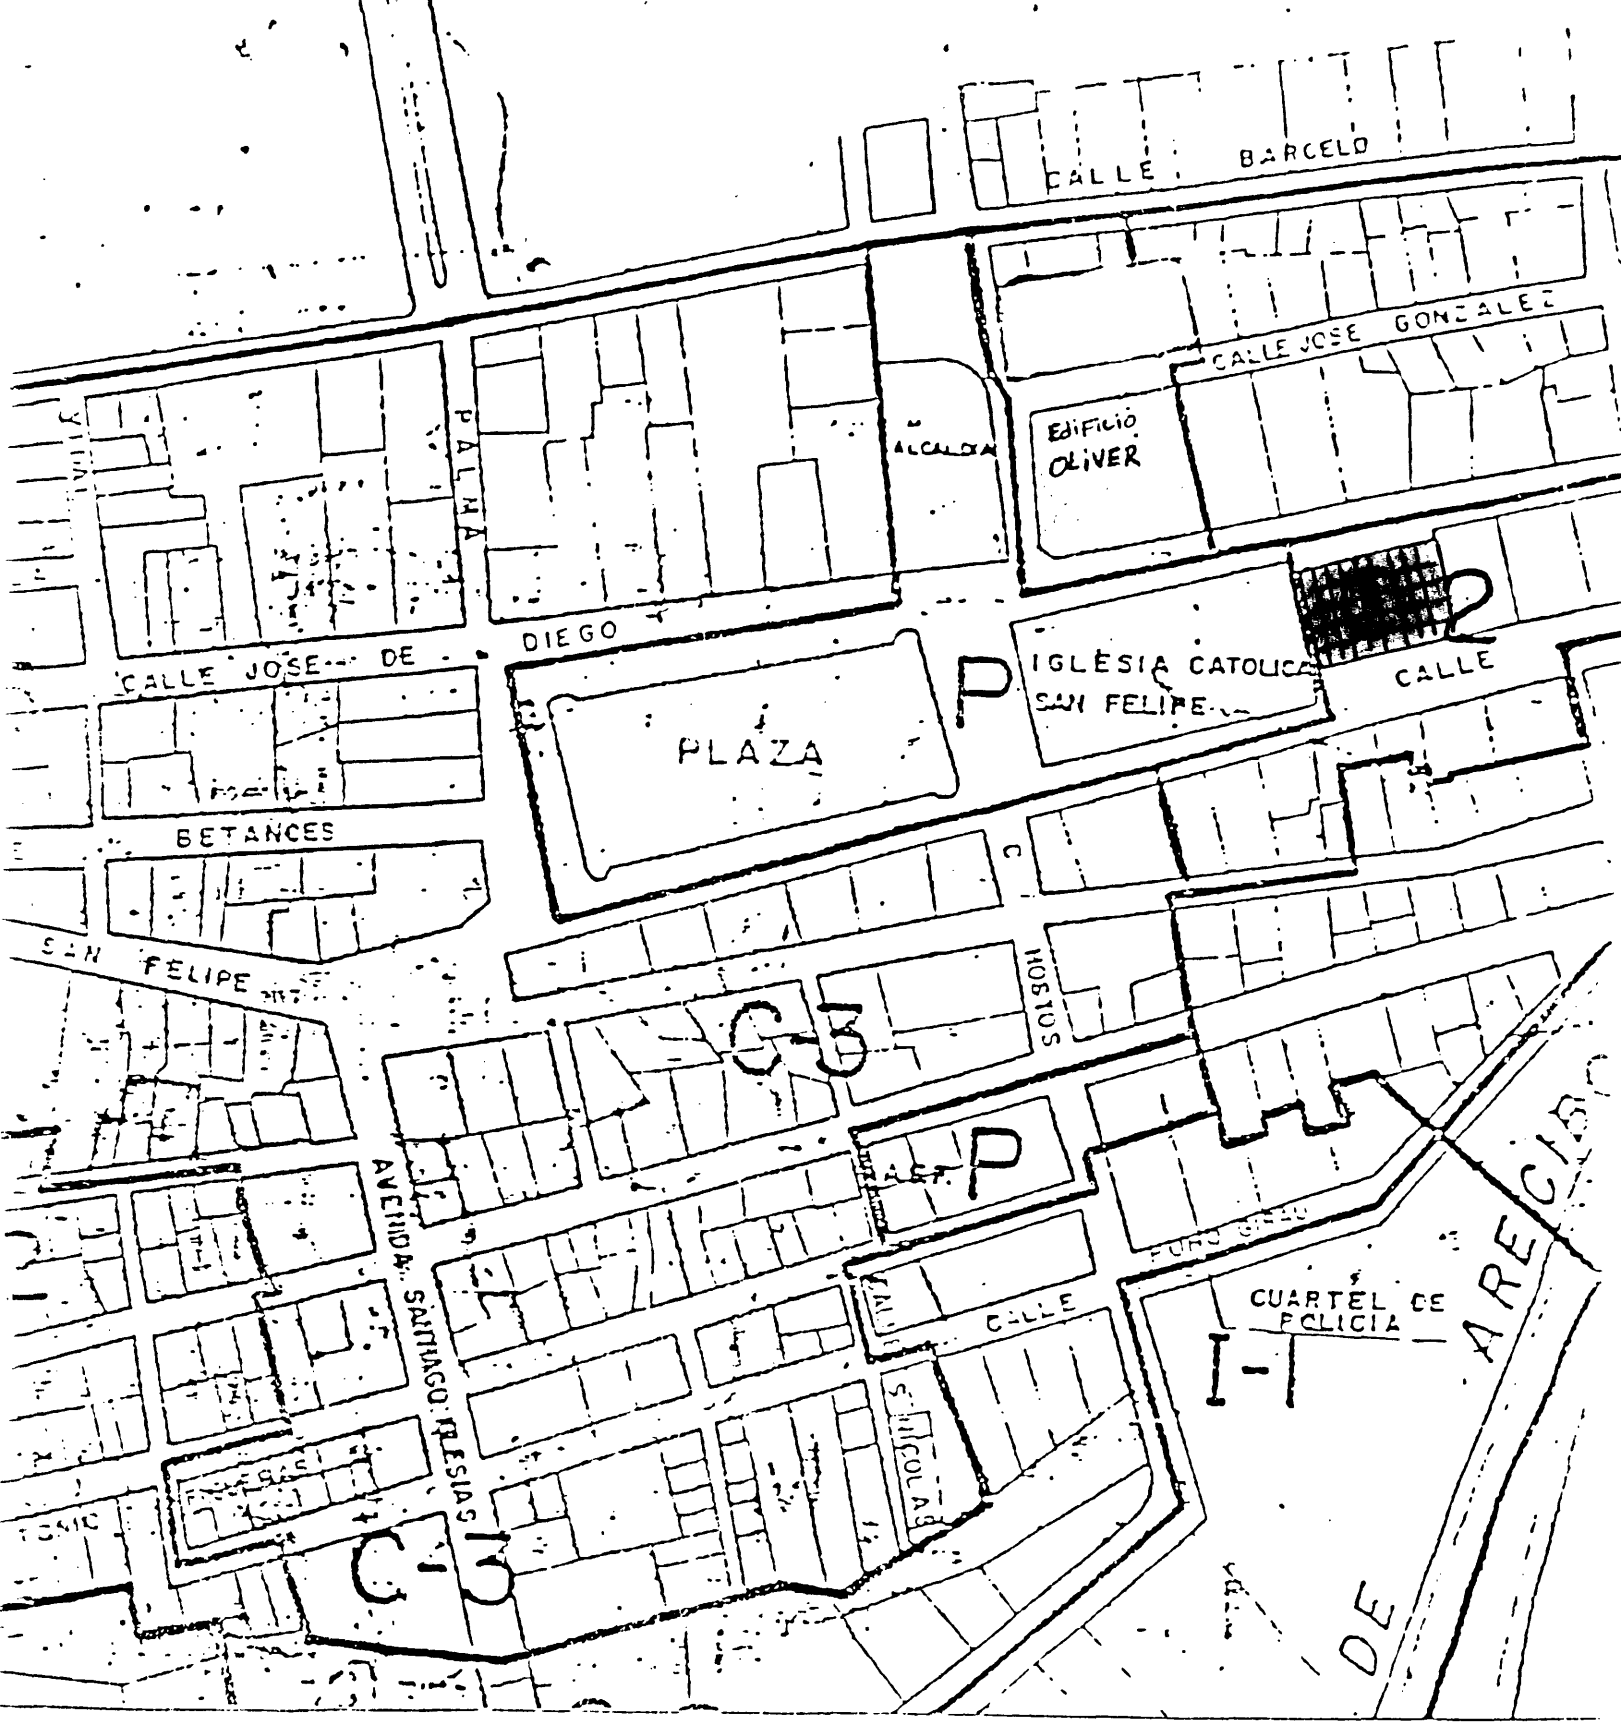 CALLE BARCELO
CALLE JOSE GONZALEZ
PALMA
EDIFICIO
OLIVER
ALCALDIA
2
DIEGO
CALLE JOSE DE
P
IGLESIA CATOLICA
SAN FELIPE
CALLE
PLAZA
BETANCES
C
HOSTOS
SAN FELIPE
C-3
P
AVENIDA SANTIAGO IGLESIAS
CALLE
CUARTEL DE
POLICIA
I-1
S. NICOLAS
C-3
DE ARECIBO